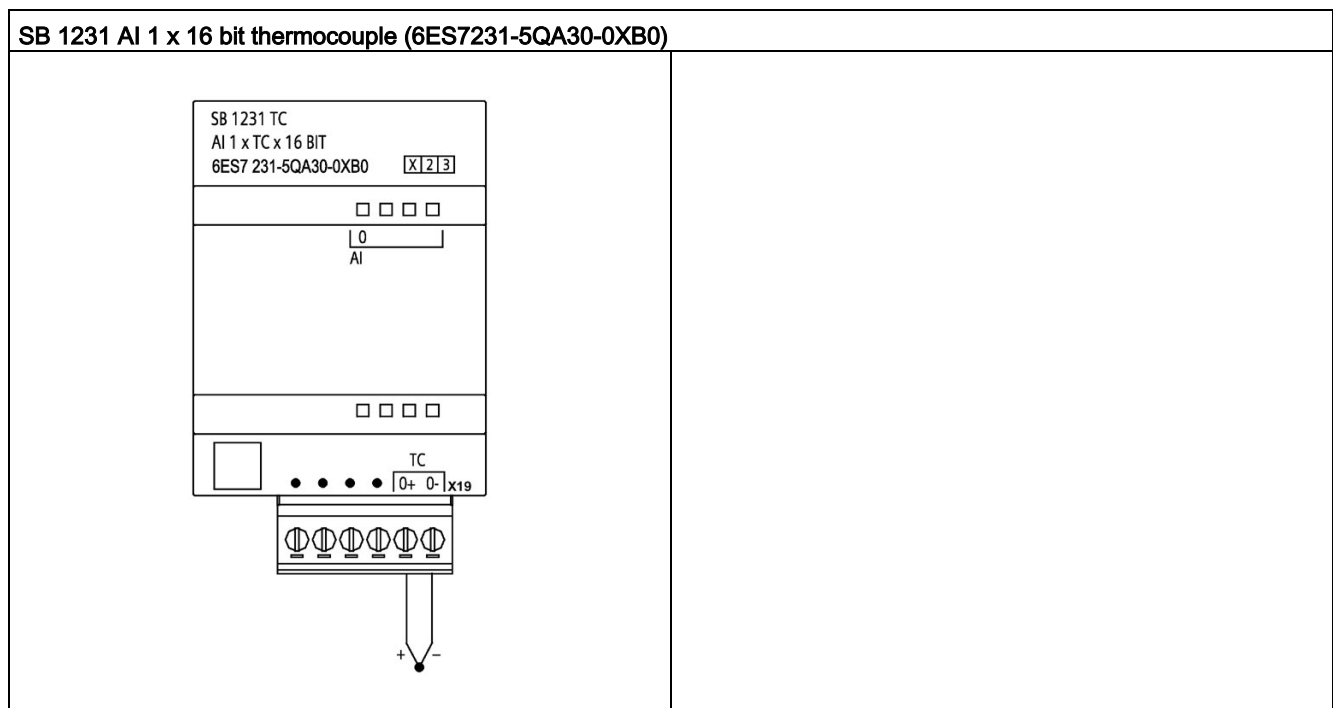 SB 1231 AI 1 x 16 bit thermocouple (6ES7231-5QA30-0XB0)
SB 1231 TC
AI 1 x TC x 16 BIT
6ES7 231-5QA30-0XB0 X 2 3
0
AI
TC
0+ 0- X19
+ −